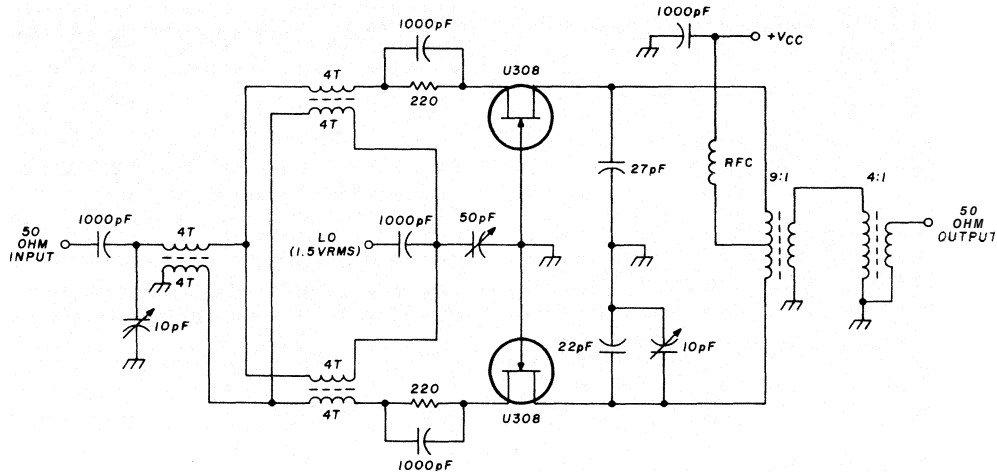 1000pF
1000pF
+VCC
4T
U308
220
4T
27pF
RFC
9:1
4:1
1000pF
1000pF
50pF
50
OHM
INPUT
4T
LO
(1.5VRMS)
50
OHM
OUTPUT
4T
10pF
4T
22pF
10pF
220
4T
U308
1000pF